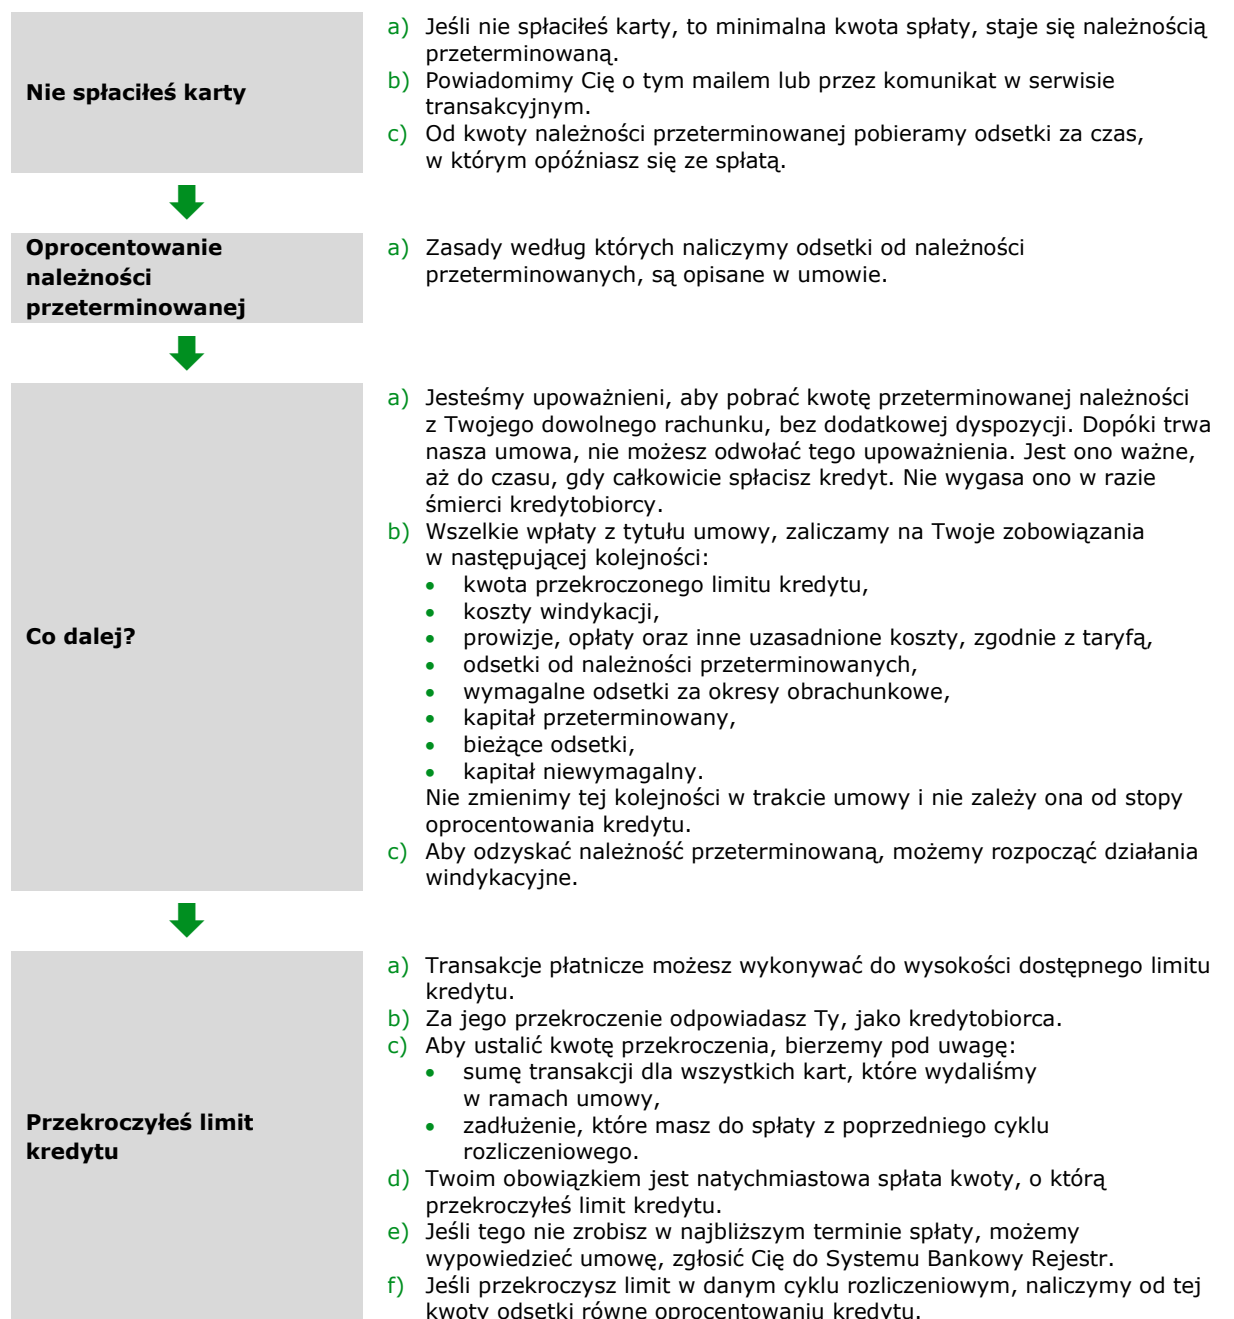 Nie spłaciłeś karty
a) Jeśli nie spłaciłeś karty, to minimalna kwota spłaty, staje się należnością
przeterminowaną.
b) Powiadomimy Cię o tym mailem lub przez komunikat w serwisie
transakcyjnym.
c) Od kwoty należności przeterminowanej pobieramy odsetki za czas,
w którym opóźniasz się ze spłatą.
Oprocentowanie
należności
przeterminowanej
a) Zasady według których naliczymy odsetki od należności
przeterminowanych, są opisane w umowie.
Co dalej?
a) Jesteśmy upoważnieni, aby pobrać kwotę przeterminowanej należności
z Twojego dowolnego rachunku, bez dodatkowej dyspozycji. Dopóki trwa
nasza umowa, nie możesz odwołać tego upoważnienia. Jest ono ważne,
aż do czasu, gdy całkowicie spłacisz kredyt. Nie wygasa ono w razie
śmierci kredytobiorcy.
b) Wszelkie wpłaty z tytułu umowy, zaliczamy na Twoje zobowiązania
w następującej kolejności:
• kwota przekroczonego limitu kredytu,
• koszty windykacji,
• prowizje, opłaty oraz inne uzasadnione koszty, zgodnie z taryfą,
• odsetki od należności przeterminowanych,
• wymagalne odsetki za okresy obrachunkowe,
• kapitał przeterminowany,
• bieżące odsetki,
• kapitał niewymagalny.
Nie zmienimy tej kolejności w trakcie umowy i nie zależy ona od stopy
oprocentowania kredytu.
c) Aby odzyskać należność przeterminowaną, możemy rozpocząć działania
windykacyjne.
Przekroczyłeś limit
kredytu
a) Transakcje płatnicze możesz wykonywać do wysokości dostępnego limitu
kredytu.
b) Za jego przekroczenie odpowiadasz Ty, jako kredytobiorca.
c) Aby ustalić kwotę przekroczenia, bierzemy pod uwagę:
• sumę transakcji dla wszystkich kart, które wydaliśmy
w ramach umowy,
• zadłużenie, które masz do spłaty z poprzedniego cyklu
rozliczeniowego.
d) Twoim obowiązkiem jest natychmiastowa spłata kwoty, o którą
przekroczyłeś limit kredytu.
e) Jeśli tego nie zrobisz w najbliższym terminie spłaty, możemy
wypowiedzieć umowę, zgłosić Cię do Systemu Bankowy Rejestr.
f) Jeśli przekroczysz limit w danym cyklu rozliczeniowym, naliczymy od tej
kwoty odsetki równe oprocentowaniu kredytu.